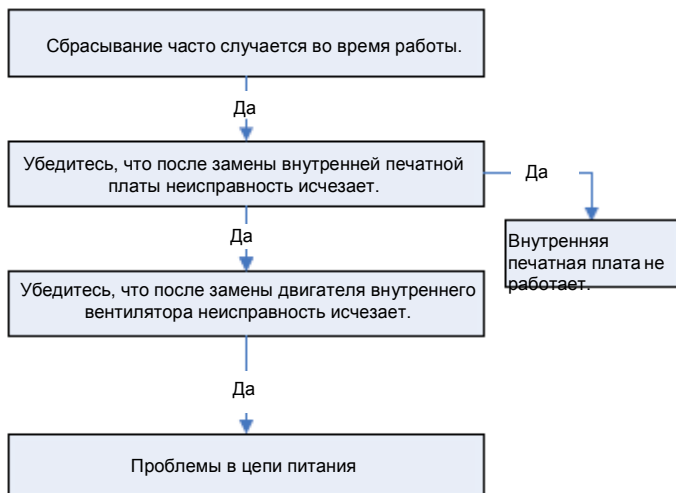 Сбрасывание часто случается во время работы.
Да
Убедитесь, что после замены внутренней печатной
платы неисправность исчезает.
Да
Да
Внутренняя
печатная плата не
работает.
Убедитесь, что после замены двигателя внутреннего
вентилятора неисправность исчезает.
Да
Проблемы в цепи питания